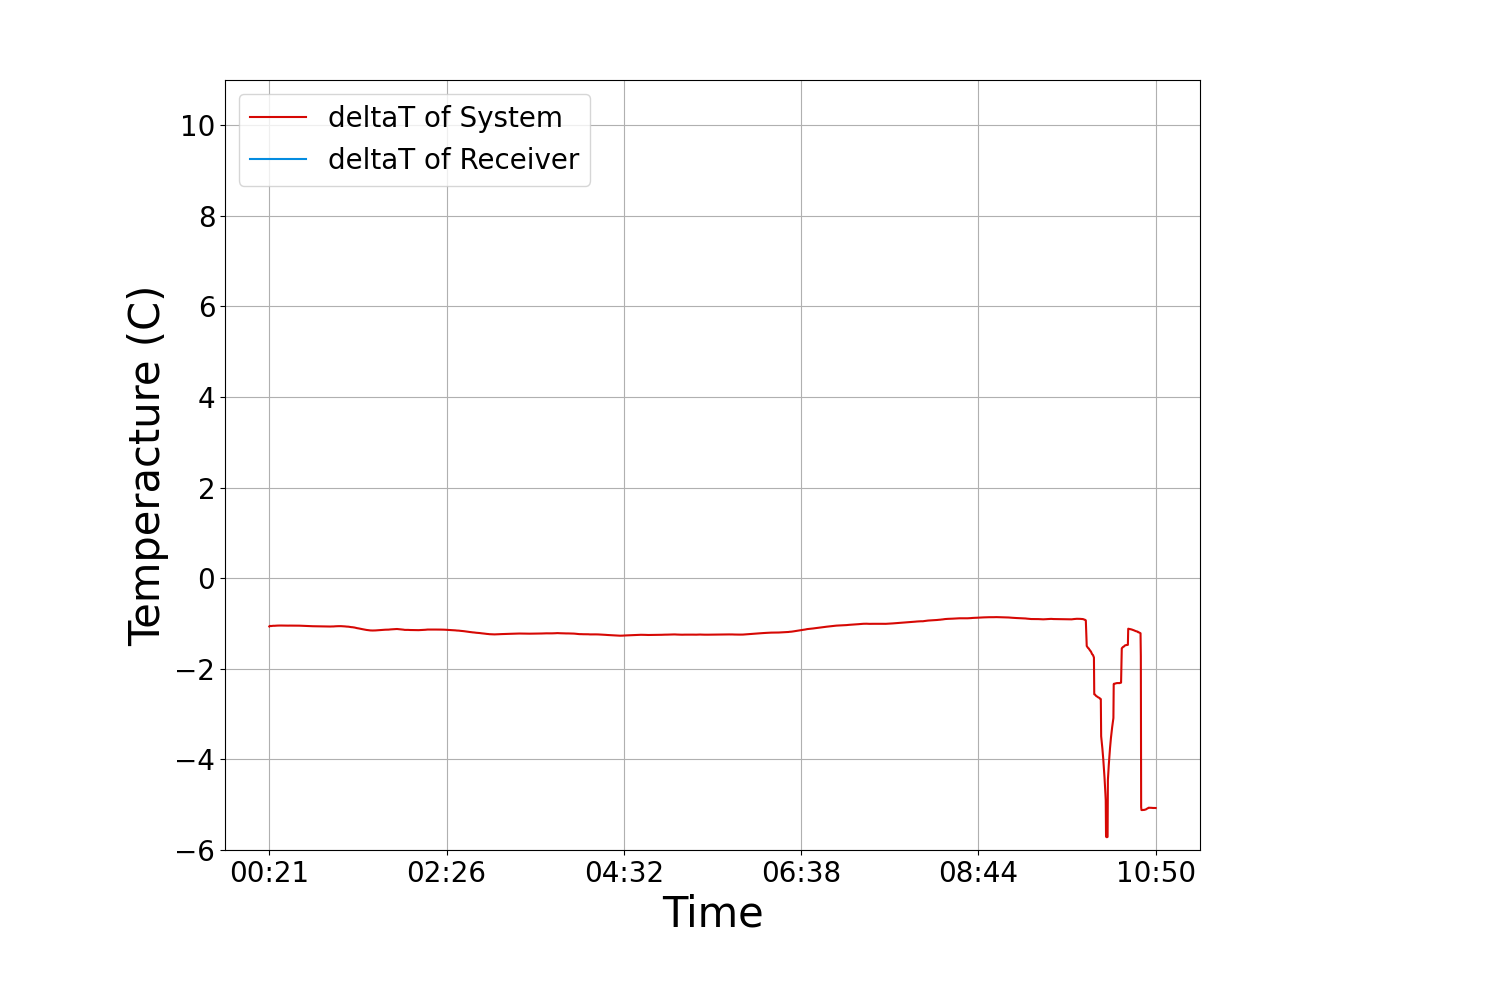 deltaT of System
deltaT of Receiver
10
8
6
4
2
0
−2
−4
−6
Temperacture (C)
00:21 02:26 04:32 06:38 08:44 10:50
Time